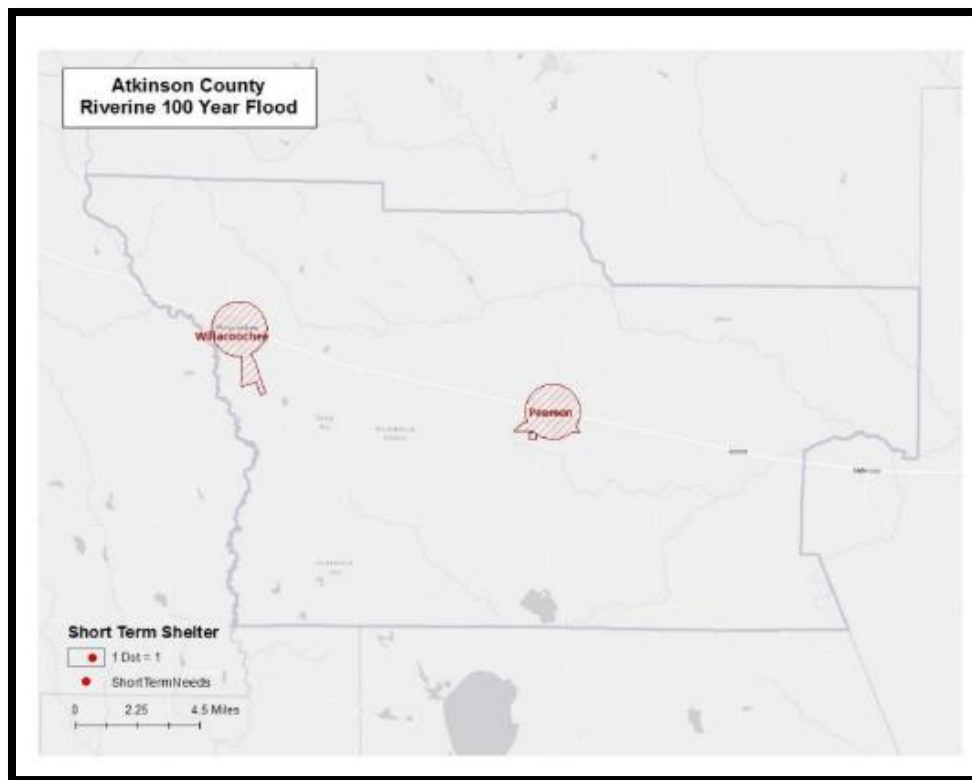 Atkinson County
Riverine 100 Year Flood
Willacoochee
Pearson
Short Term Shelter
1 Dot = 1
ShortTermNeeds
0 2.25 4.5 Miles